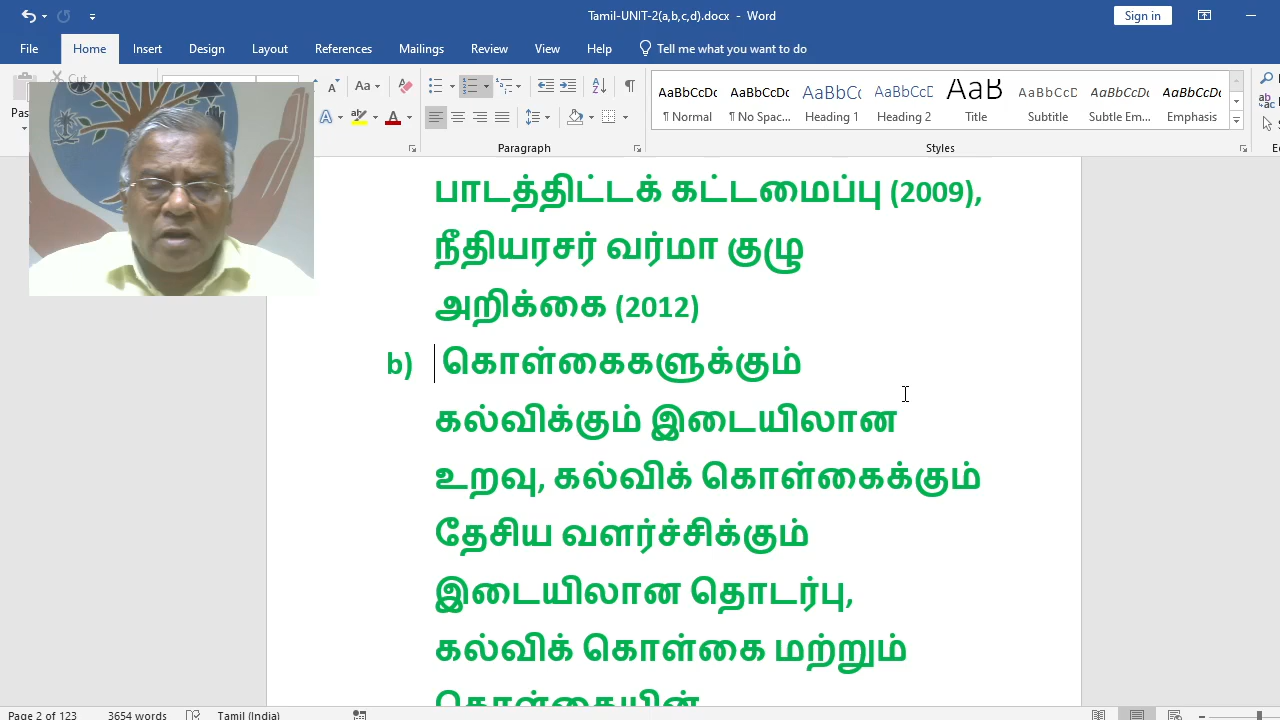 Tamil-UNIT-2(a,b,c,d).docx - Word
Sign in
File Home Insert Design Layout References Mailings Review View Help Tell me what you want to do
Cut
Aa
AaBbCcDc AaBbCcDc AaBbCc AaBbCcD AaB AaBbCcD AaBbCcDc AaBbCcDc
¶ Normal ¶ No Spac... Heading 1 Heading 2 Title Subtitle Subtle Em... Emphasis
Paragraph Styles
பாடத்திட்டக் கட்டமைப்பு (2009),
நீதியரசர் வர்மா குழு
அறிக்கை (2012)
b) கொள்கைகளுக்கும்
கல்விக்கும் இடையிலான
உறவு, கல்விக் கொள்கைக்கும்
தேசிய வளர்ச்சிக்கும்
இடையிலான தொடர்பு,
கல்விக் கொள்கை மற்றும்
கொள்கையின்
Page 2 of 123 3654 words Tamil (India)